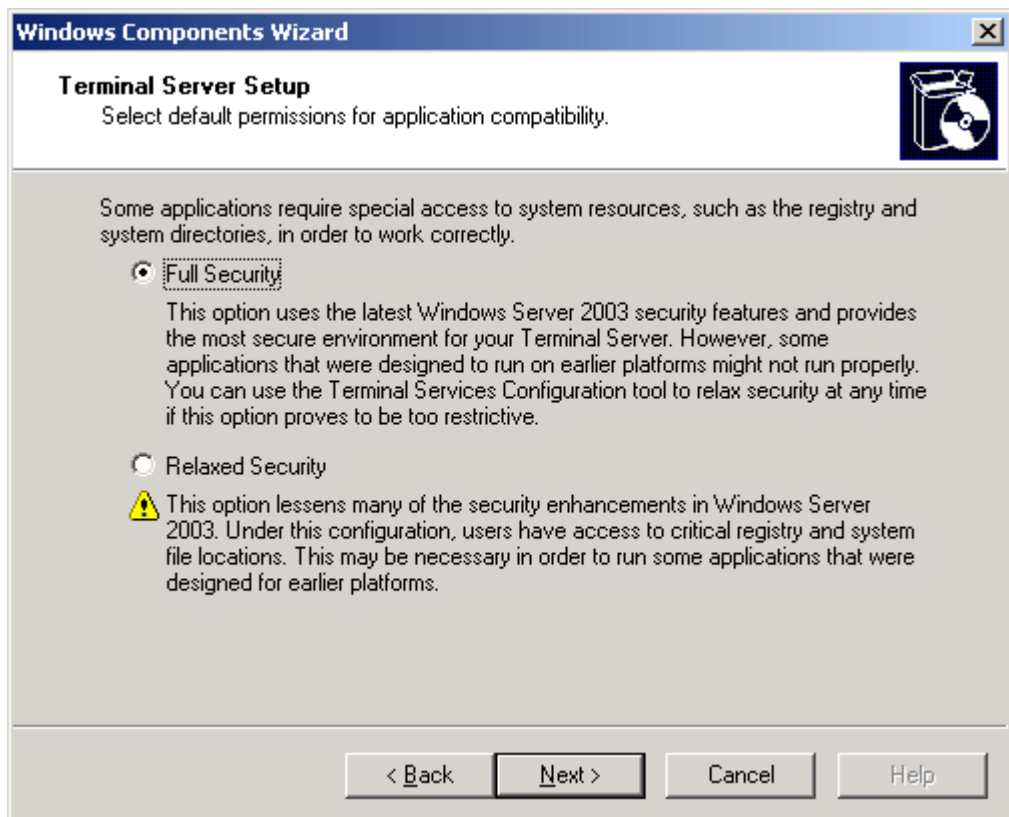 Windows Components Wizard
Terminal Server Setup
Select default permissions for application compatibility.
Some applications require special access to system resources, such as the registry and
system directories, in order to work correctly.
Full Security
This option uses the latest Windows Server 2003 security features and provides
the most secure environment for your Terminal Server. However, some
applications that were designed to run on earlier platforms might not run properly.
You can use the Terminal Services Configuration tool to relax security at any time
if this option proves to be too restrictive.
Relaxed Security
This option lessens many of the security enhancements in Windows Server
2003. Under this configuration, users have access to critical registry and system
file locations. This may be necessary in order to run some applications that were
designed for earlier platforms.
< Back Next > Cancel Help